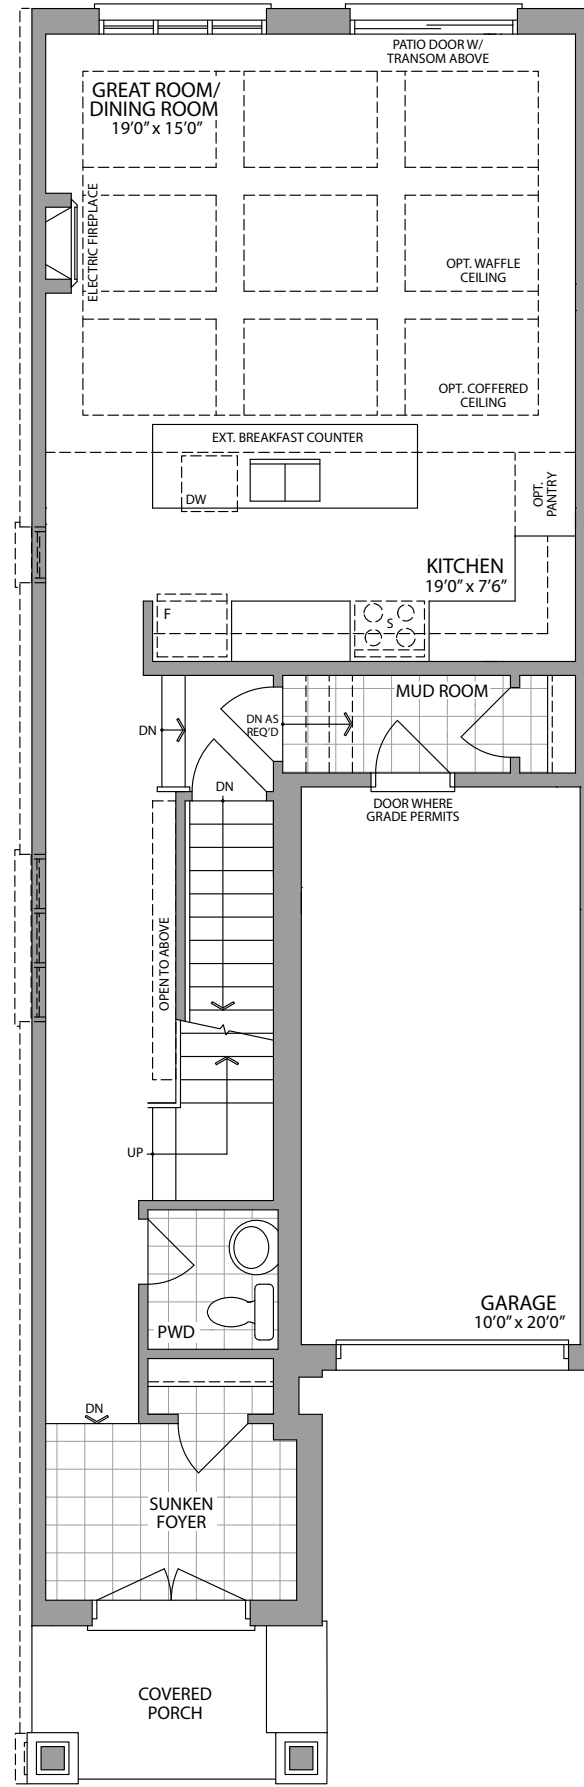 PATIO DOOR W/
TRANSOM ABOVE
GREAT ROOM/
DINING ROOM
19'0" x 15'0"
ELECTRIC FIREPLACE
OPT. WAFFLE
CEILING
OPT. COFFERED
CEILING
EXT. BREAKFAST COUNTER
DW
OPT.
PANTRY
KITCHEN
19'0" x 7'6"
F
S
MUD ROOM
DN
DN AS
REQ'D
DN
DOOR WHERE
GRADE PERMITS
OPEN TO ABOVE
UP
GARAGE
10'0" x 20'0"
PWD
DN
SUNKEN
FOYER
COVERED
PORCH